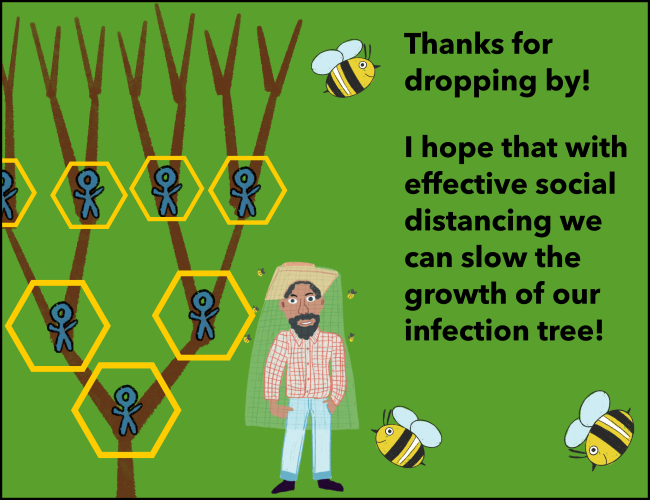 Thanks for
dropping by!
I hope that with
effective social
distancing we
can slow the
growth of our
infection tree!